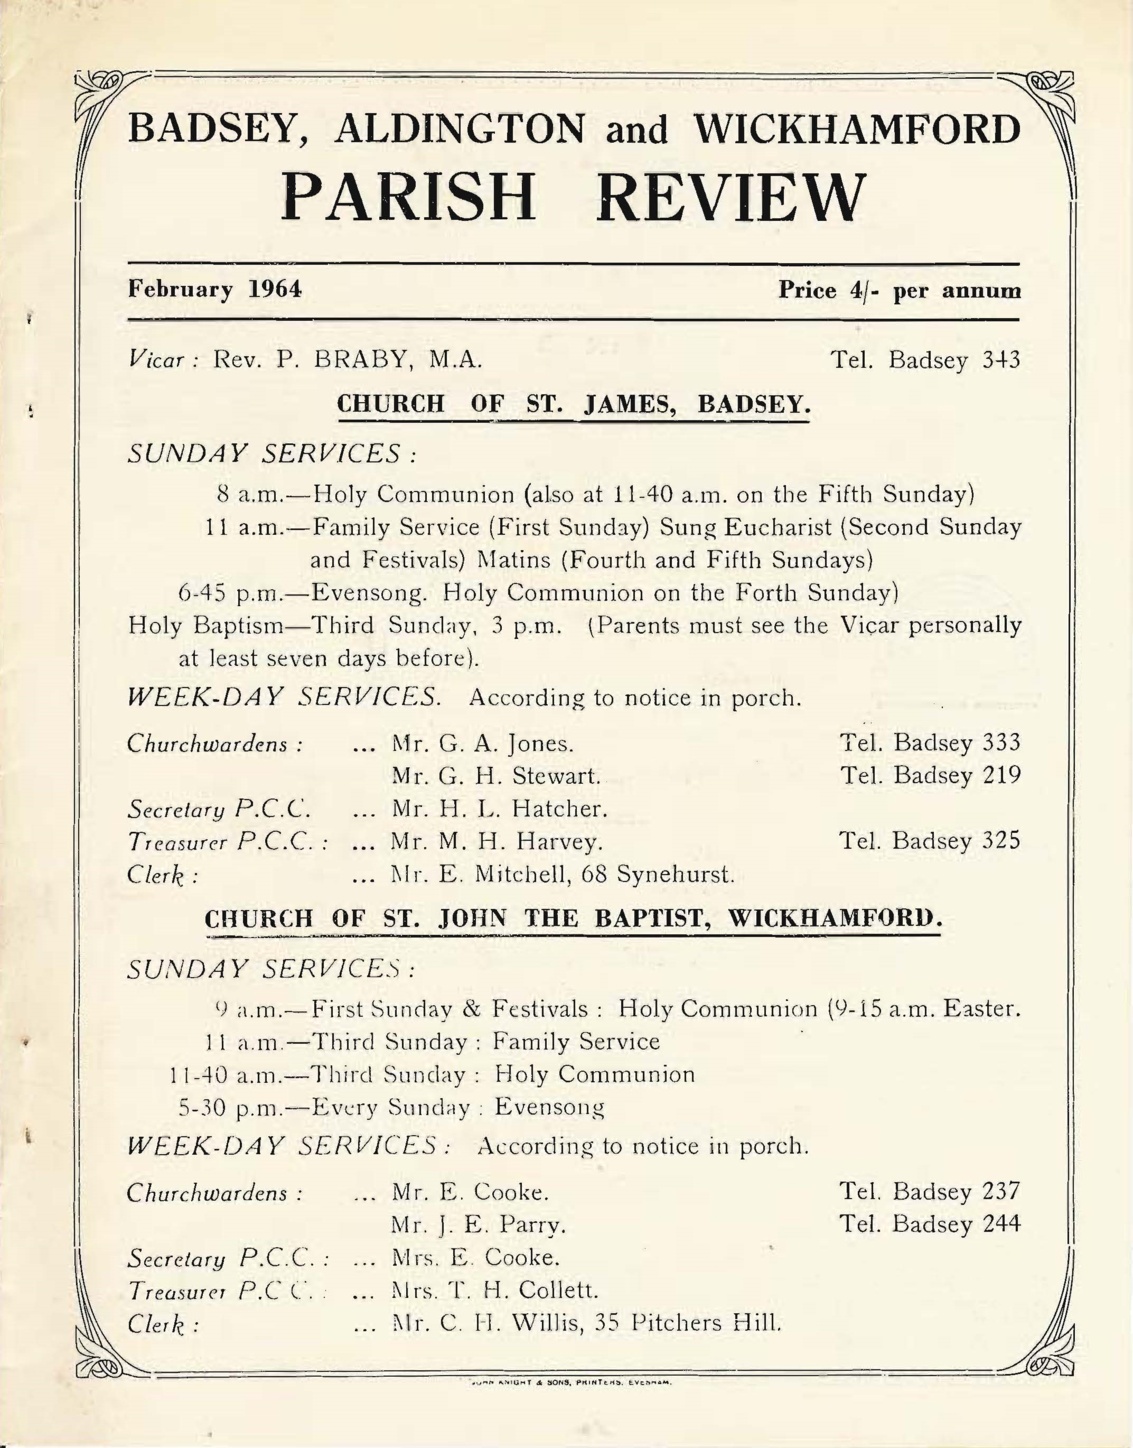 BADSEY, ALDINGTON and WICKHAMFORD
PARISH REVIEW
February 1964 Price 4/- per annum
Vicar : Rev. P. BRABY, M.A. Tel. Badsey 343
CHURCH OF ST. JAMES, BADSEY.
SUNDAY SERVICES :
8 a.m.—Holy Communion (also at 11-40 a.m. on the Fifth Sunday)
11 a.m.—Family Service (First Sunday) Sung Eucharist (Second Sunday
and Festivals) Matins (Fourth and Fifth Sundays)
6-45 p.m.—Evensong. Holy Communion on the Forth Sunday)
Holy Baptism—Third Sunday, 3 p.m. (Parents must see the Vicar personally
at least seven days before).
WEEK-DAY SERVICES. According to notice in porch.
Churchwardens : ... Mr. G. A. Jones. Tel. Badsey 333
Mr. G. H. Stewart. Tel. Badsey 219
Secretary P.C.C. ... Mr. H. L. Hatcher.
Treasurer P.C.C. : ... Mr. M. H. Harvey. Tel. Badsey 325
Clerk : ... Mr. E. Mitchell, 68 Synehurst.
CHURCH OF ST. JOHN THE BAPTIST, WICKHAMFORD.
SUNDAY SERVICES :
9 a.m.—First Sunday & Festivals : Holy Communion (9-15 a.m. Easter.
11 a.m.—Third Sunday : Family Service
11-40 a.m.—Third Sunday : Holy Communion
5-30 p.m.—Every Sunday : Evensong
WEEK-DAY SERVICES : According to notice in porch.
Churchwardens : ... Mr. E. Cooke. Tel. Badsey 237
Mr. J. E. Parry. Tel. Badsey 244
Secretary P.C.C. : ... Mrs. E. Cooke.
Treasurer P.C C. : ... Mrs. T. H. Collett.
Clerk : ... Mr. C. H. Willis, 35 Pitchers Hill.
JOHN KNIGHT & SONS, PRINTERS, EVESHAM.